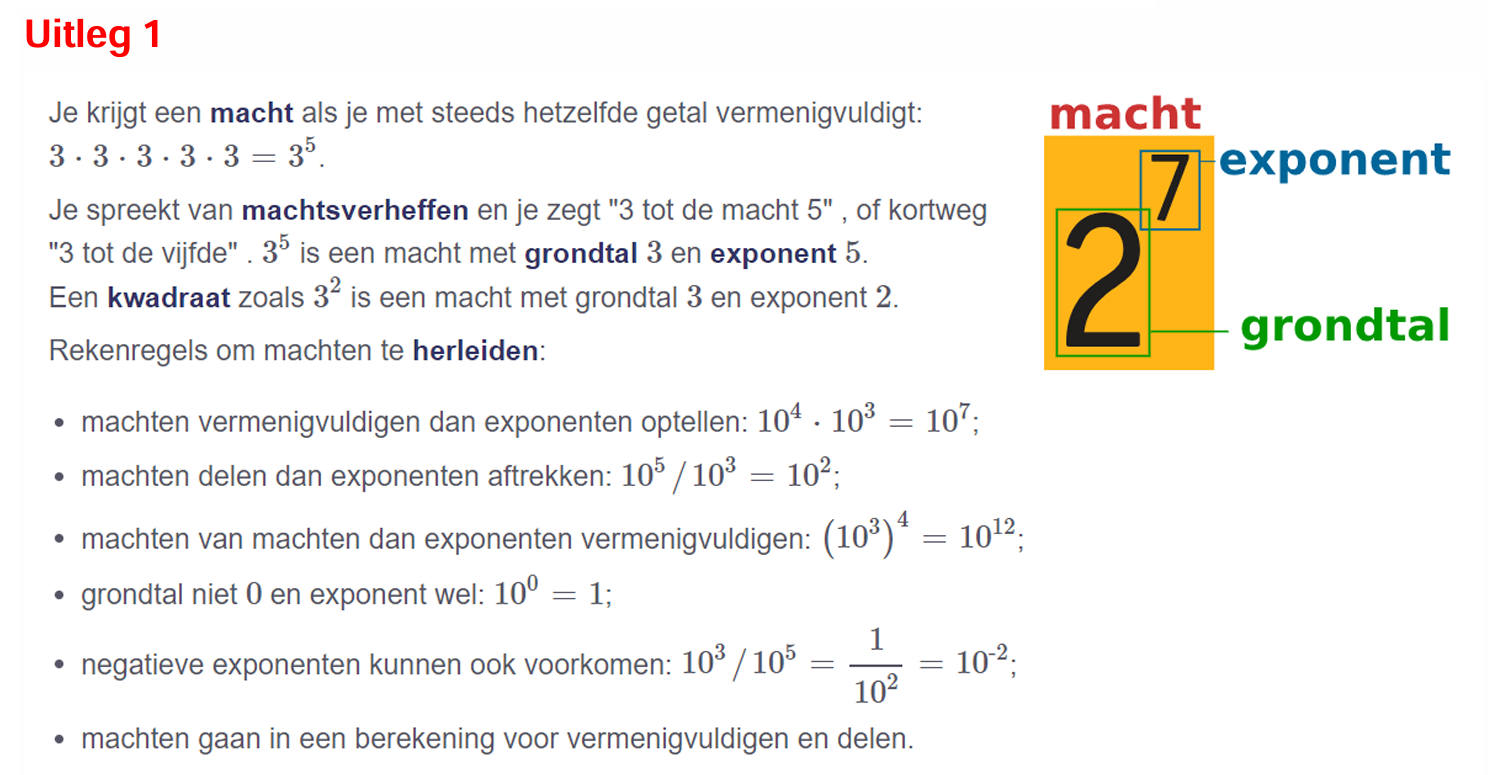 Uitleg 1
Je krijgt een macht als je met steeds hetzelfde getal vermenigvuldigt:
3 · 3 · 3 · 3 · 3 = 3⁵.
Je spreekt van machtsverheffen en je zegt "3 tot de macht 5" , of kortweg
"3 tot de vijfde" . 3⁵ is een macht met grondtal 3 en exponent 5.
Een kwadraat zoals 3² is een macht met grondtal 3 en exponent 2.
Rekenregels om machten te herleiden:
• machten vermenigvuldigen dan exponenten optellen: 10⁴ · 10³ = 10⁷;
• machten delen dan exponenten aftrekken: 10⁵ / 10³ = 10²;
• machten van machten dan exponenten vermenigvuldigen: (10³)⁴ = 10¹²;
• grondtal niet 0 en exponent wel: 10⁰ = 1;
• negatieve exponenten kunnen ook voorkomen: 10³ / 10⁵ = 1/10² = 10⁻²;
• machten gaan in een berekening voor vermenigvuldigen en delen.
macht
7
exponent
2
grondtal